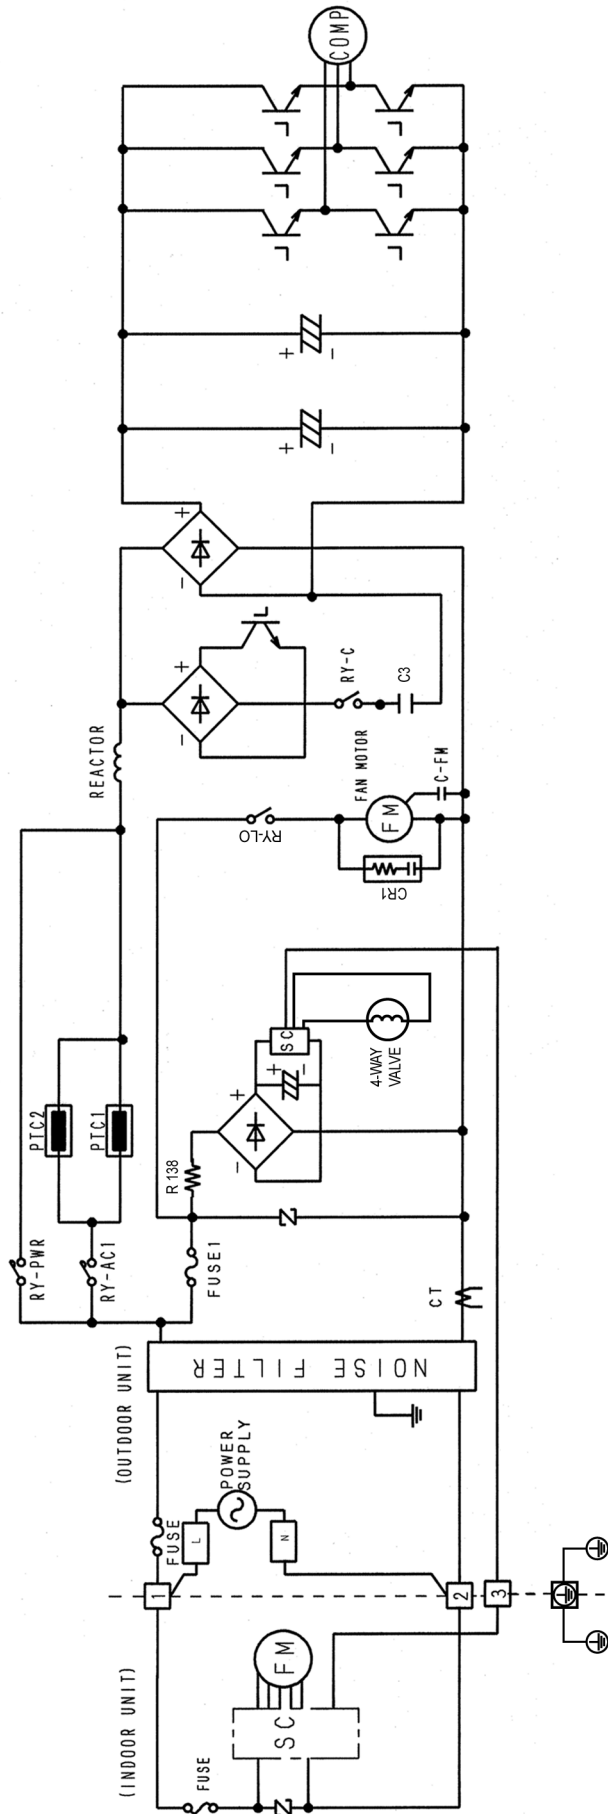 COMP
+
−
+
−
+
−
+
−
RY-C
C3
REACTOR
FAN MOTOR
FM
C-FM
RY-LO
CR1
SC
4-WAY
VALVE
+
−
+
−
R138
PTC2
PTC1
RY-PWR
RY-AC1
FUSE1
CT
NOISE FILTER
(OUTDOOR UNIT)
POWER
SUPPLY
FUSE
L
N
1
2
3
(INDOOR UNIT)
FM
SC
FUSE